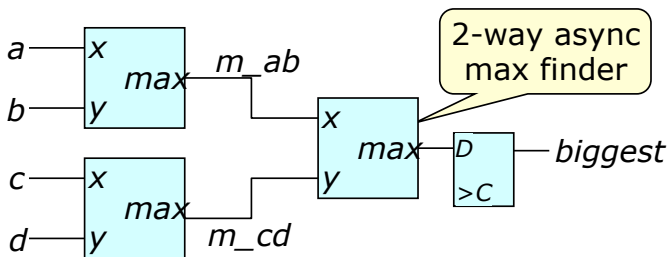 a
x
b
y
max
m_ab
c
x
d
y
max
m_cd
x
y
max
2-way async
max finder
D
>C
biggest